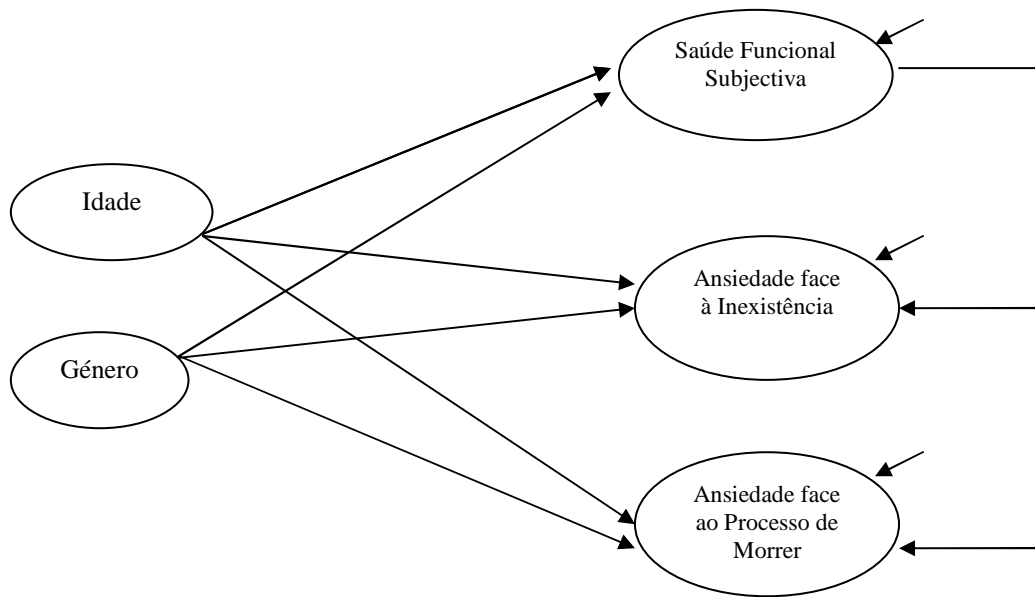 Saúde Funcional
Subjectiva
Idade
Ansiedade face
à Inexistência
Género
Ansiedade face
ao Processo de
Morrer